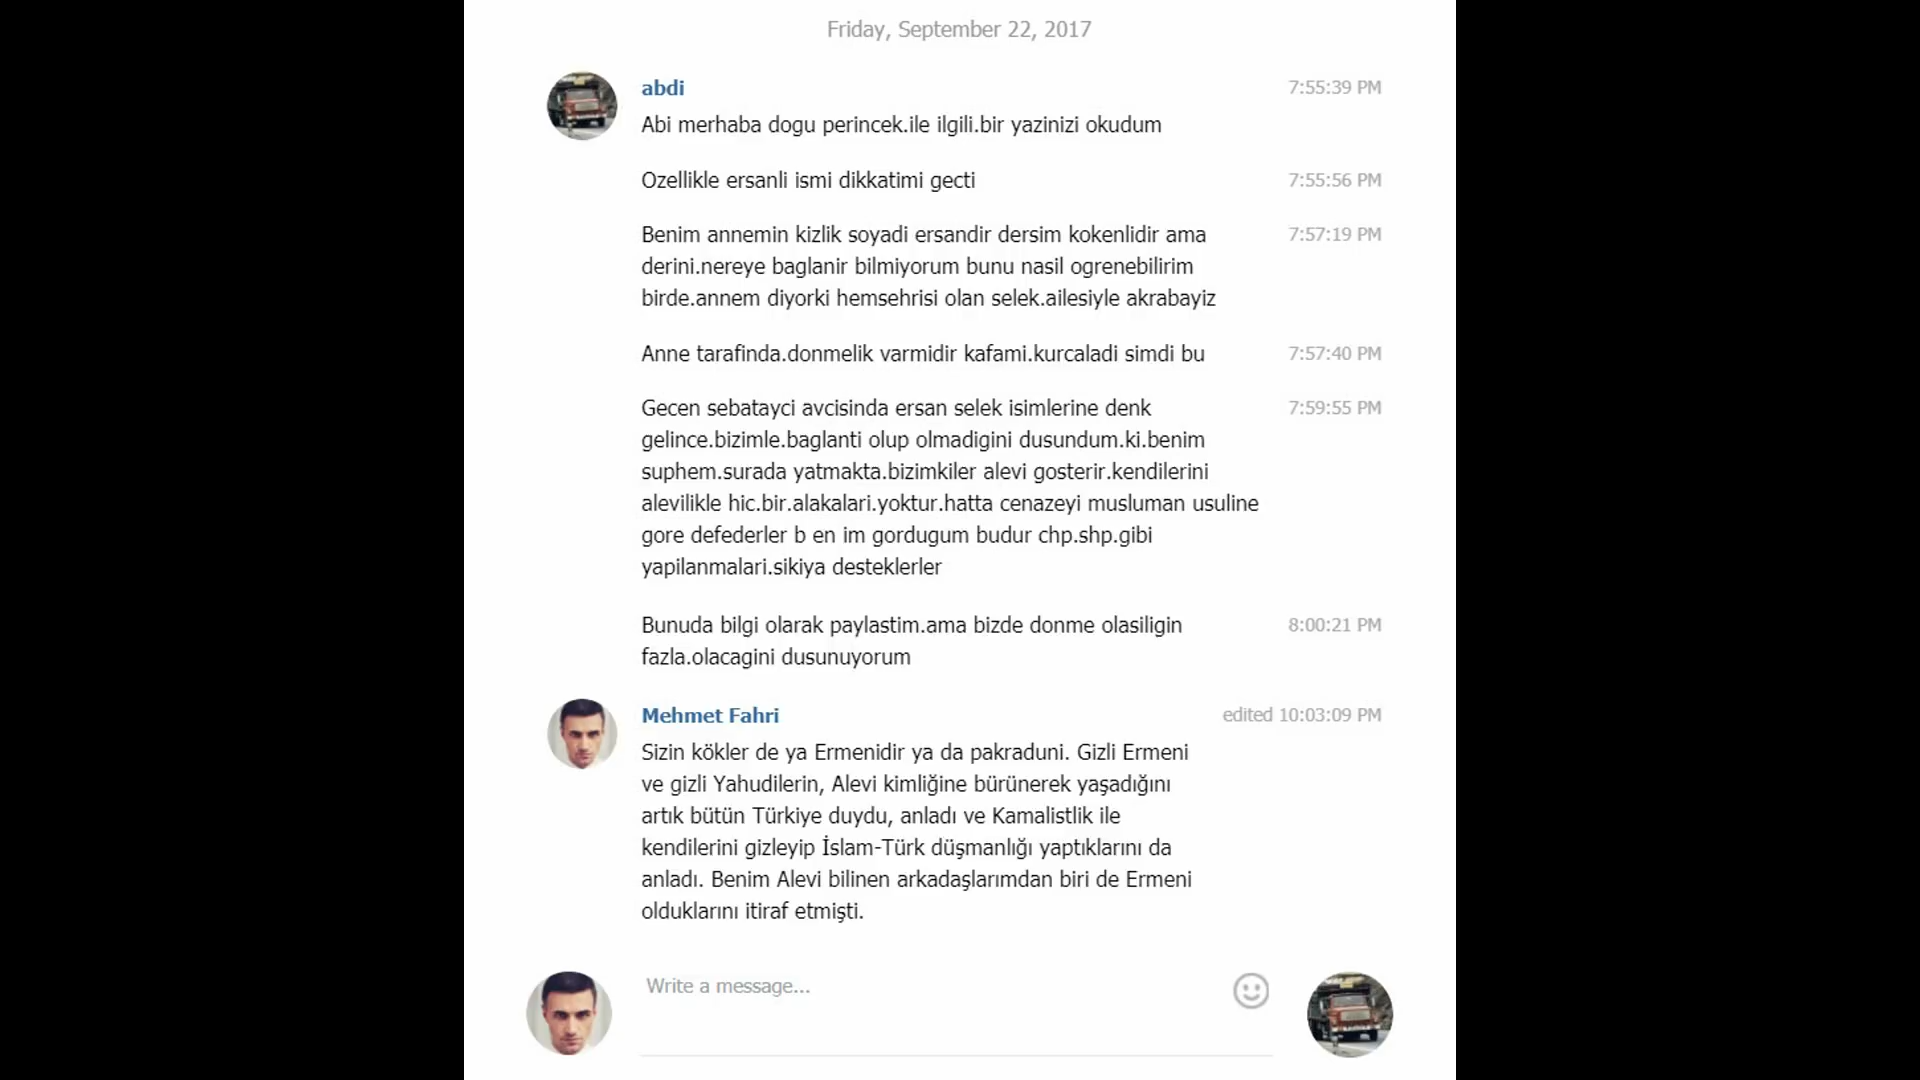 Friday, September 22, 2017
abdi 7:55:39 PM
Abi merhaba dogu perincek.ile ilgili.bir yazinizi okudum
Ozellikle ersanli ismi dikkatimi gecti 7:55:56 PM
Benim annemin kizlik soyadi ersandir dersim kokenlidir ama 7:57:19 PM
derini.nereye baglanir bilmiyorum bunu nasil ogrenebilirim
birde.annem diyorki hemsehrisi olan selek.ailesiyle akrabayiz
Anne tarafinda.donmelik varmidir kafami.kurcaladi simdi bu 7:57:40 PM
Gecen sebatayci avcisinda ersan selek isimlerine denk 7:59:55 PM
gelince.bizimle.baglanti olup olmadigini dusundum.ki.benim
suphem.surada yatmakta.bizimkiler alevi gosterir.kendilerini
alevilikle hic.bir.alakalari.yoktur.hatta cenazeyi musluman usuline
gore defederler b en im gordugum budur chp.shp.gibi
yapilanmalari.sikiya desteklerler
Bunuda bilgi olarak paylastim.ama bizde donme olasiligin 8:00:21 PM
fazla.olacagini dusunuyorum
Mehmet Fahri edited 10:03:09 PM
Sizin kökler de ya Ermenidir ya da pakraduni. Gizli Ermeni
ve gizli Yahudilerin, Alevi kimliğine bürünerek yaşadığını
artık bütün Türkiye duydu, anladı ve Kamalistlik ile
kendilerini gizleyip İslam-Türk düşmanlığı yaptıklarını da
anladı. Benim Alevi bilinen arkadaşlarımdan biri de Ermeni
olduklarını itiraf etmişti.
Write a message...